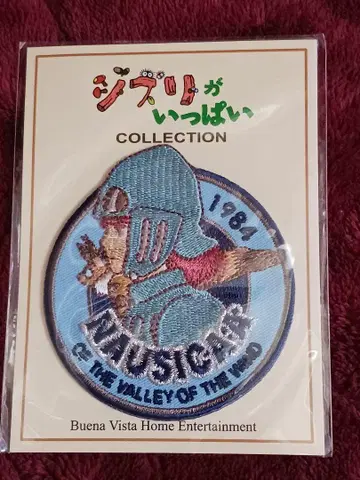 ジブリが
いっぱい
COLLECTION
1984
NAUSICAA
OF THE VALLEY OF THE WIND
Buena Vista Home Entertainment